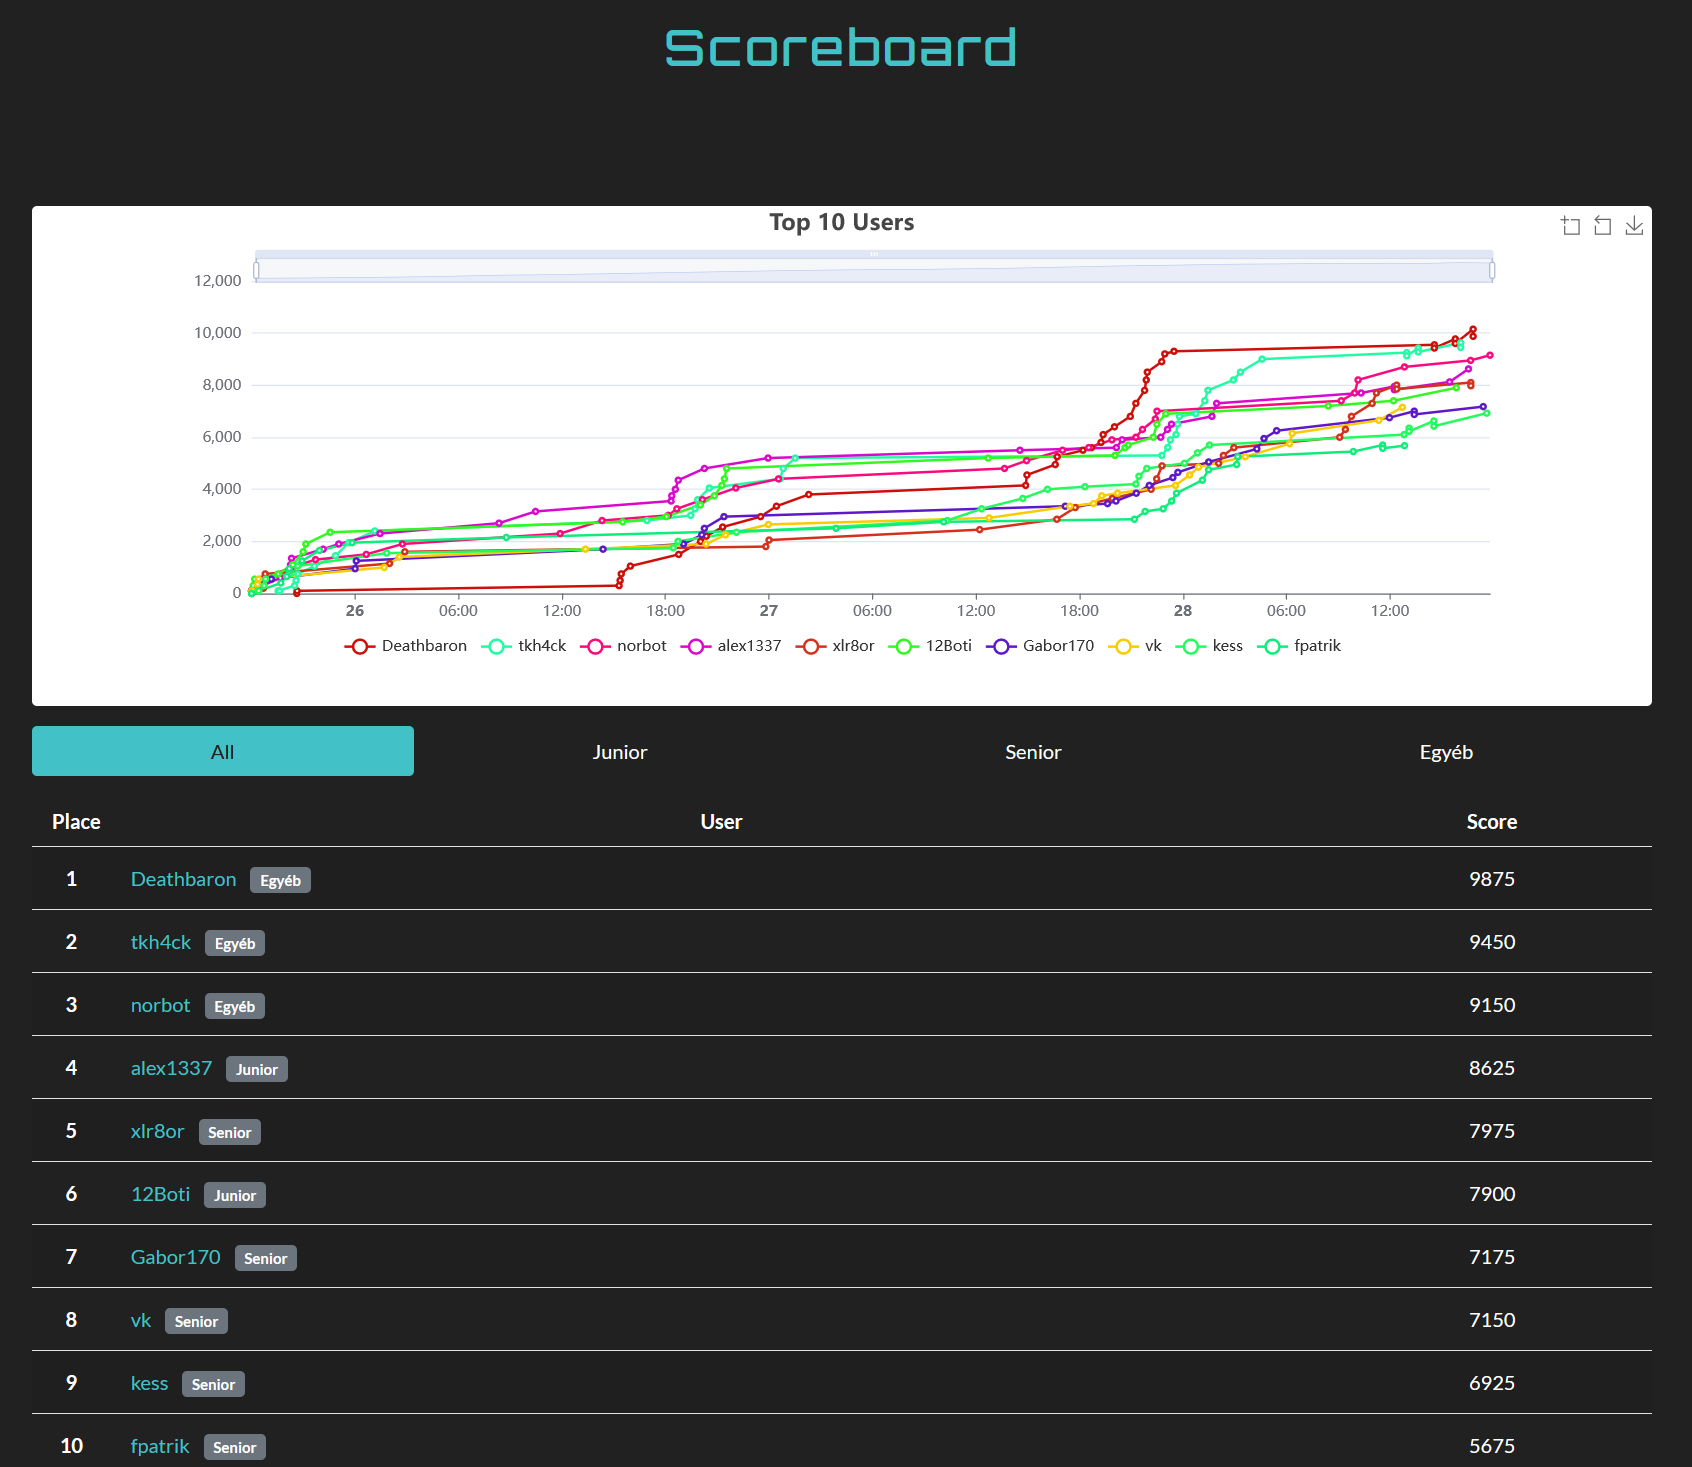 Scoreboard
Top 10 Users
12,000
10,000
8,000
6,000
4,000
2,000
0
26 06:00 12:00 18:00 27 06:00 12:00 18:00 28 06:00 12:00
Deathbaron tkh4ck norbot alex1337 xlr8or 12Boti Gabor170 vk kess fpatrik
All Junior Senior Egyéb
Place User Score
1 Deathbaron Egyéb 9875
2 tkh4ck Egyéb 9450
3 norbot Egyéb 9150
4 alex1337 Junior 8625
5 xlr8or Senior 7975
6 12Boti Junior 7900
7 Gabor170 Senior 7175
8 vk Senior 7150
9 kess Senior 6925
10 fpatrik Senior 5675